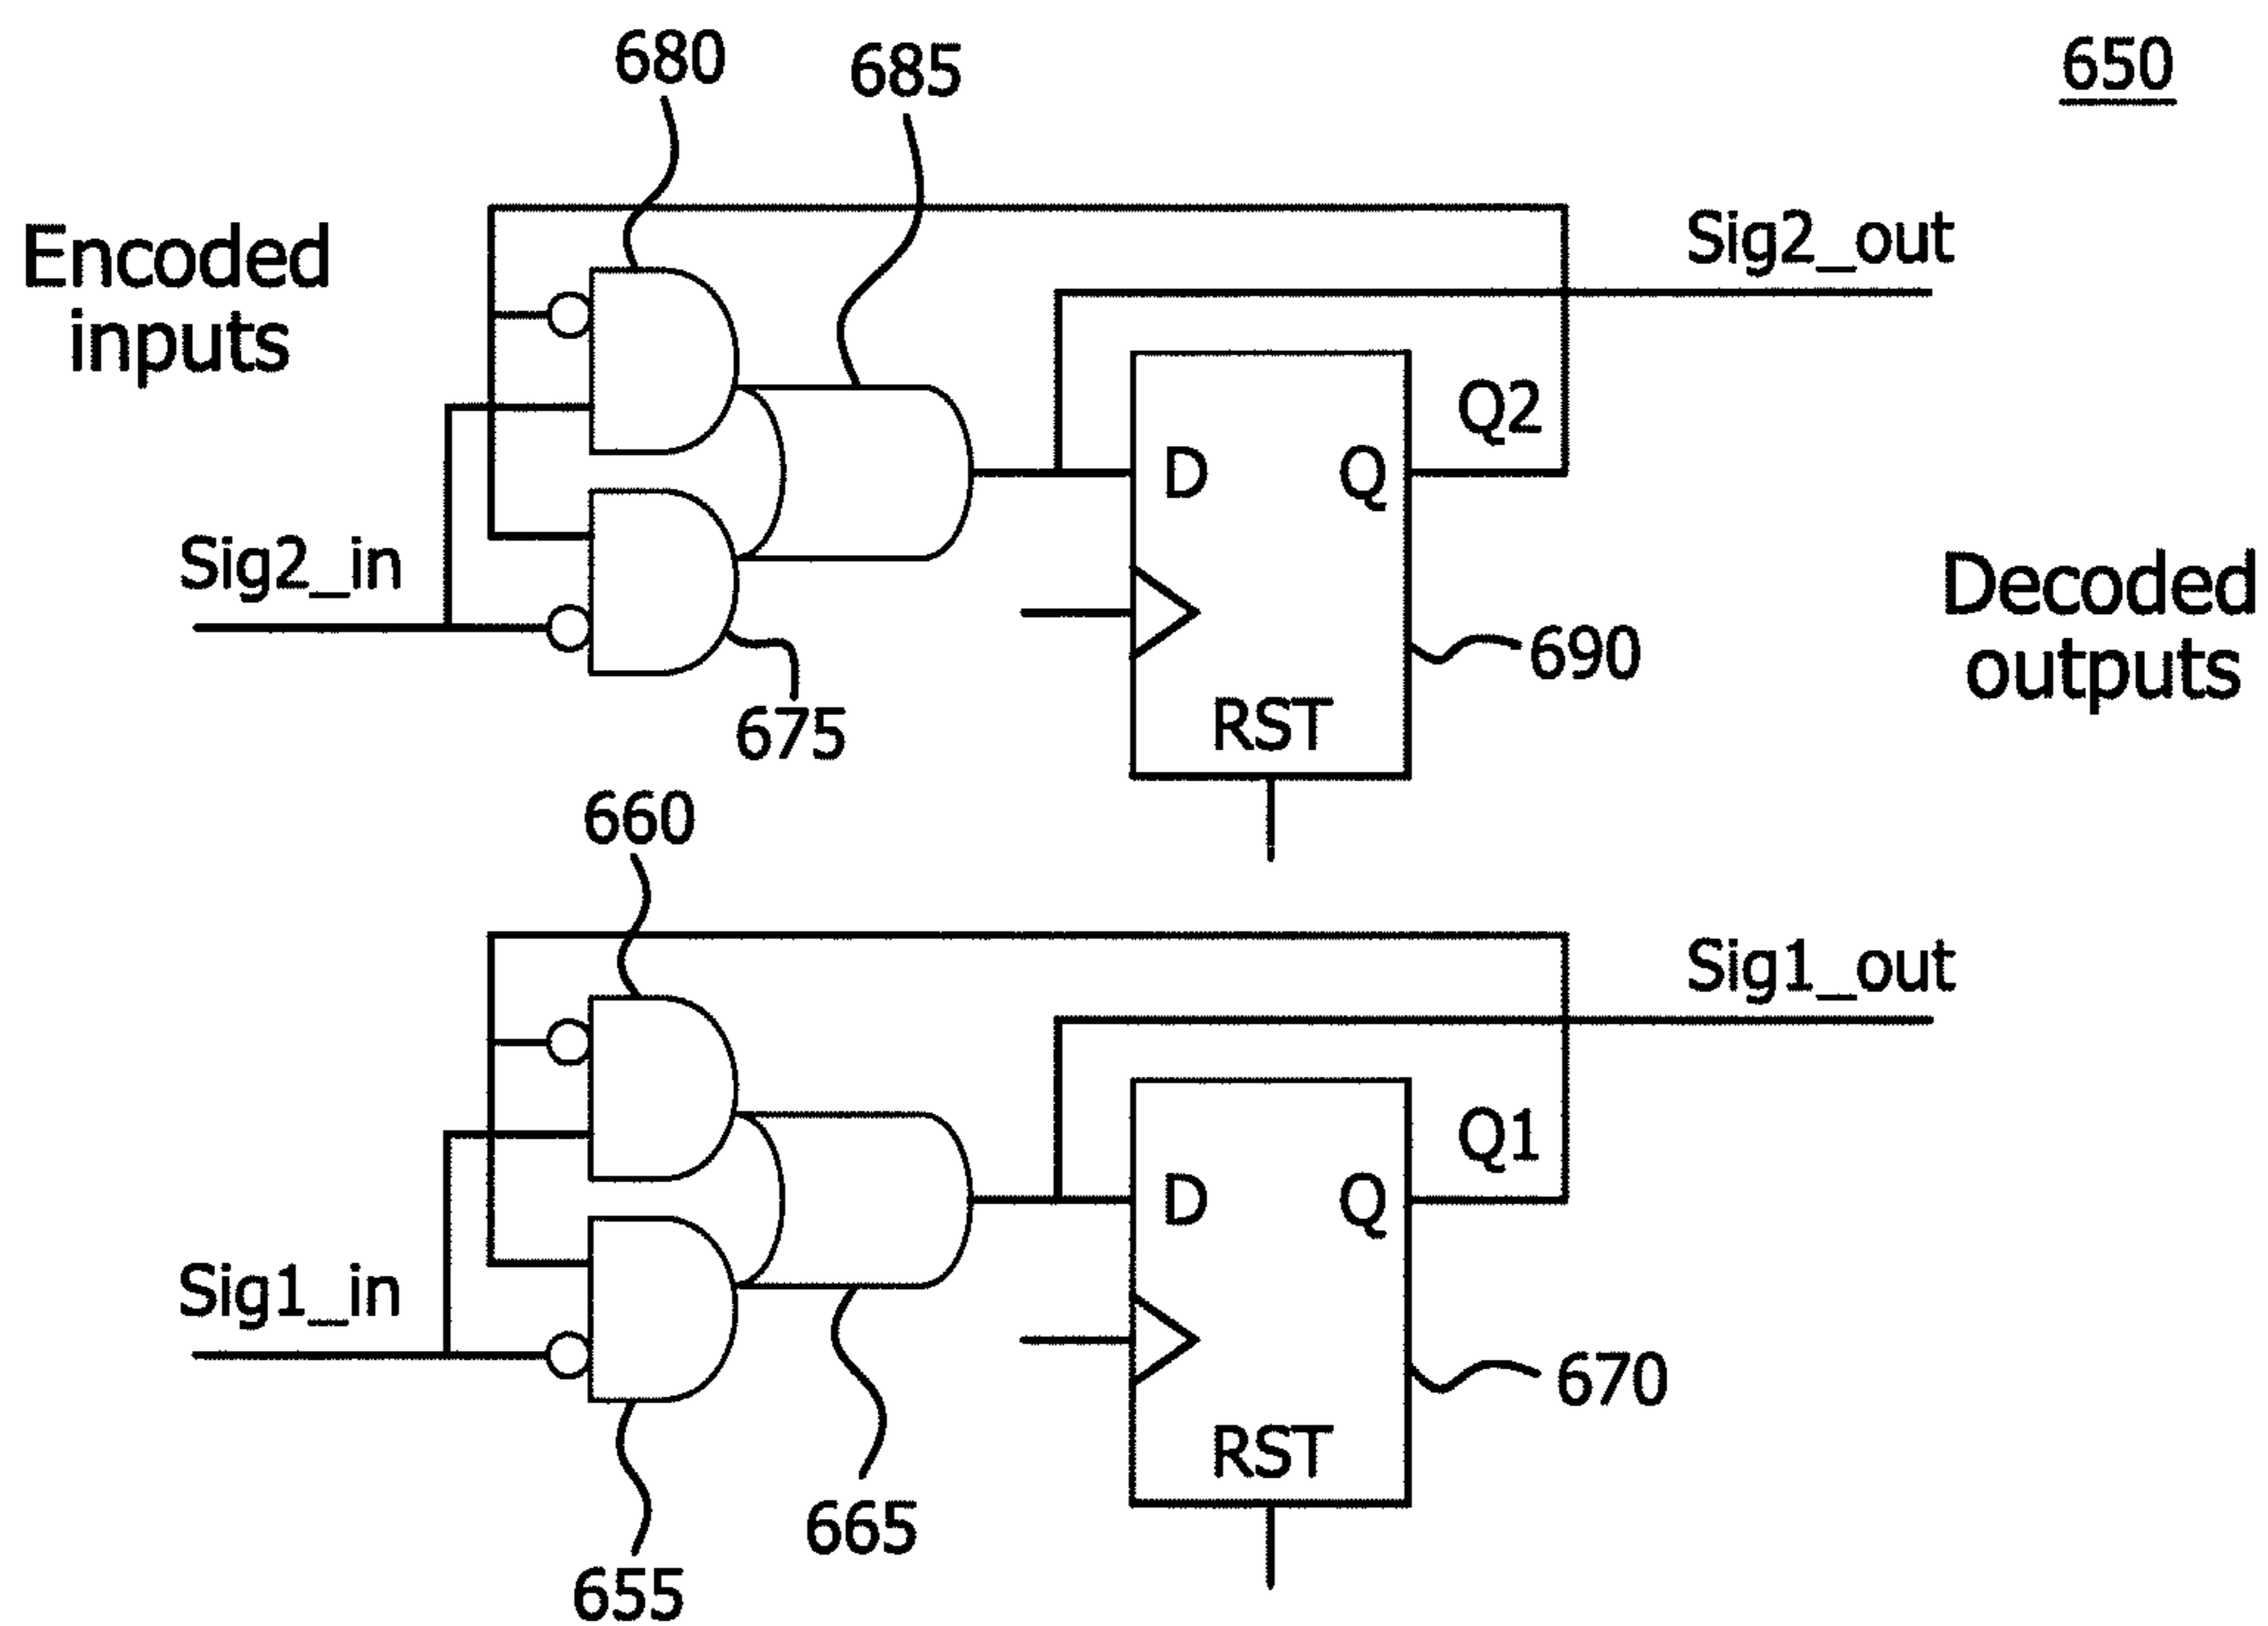 680
685
650
Encoded
inputs
Sig2_out
Q2
D
Q
Sig2_in
Decoded
outputs
690
RST
675
660
Sig1_out
Q1
D
Q
Sig1_in
670
RST
665
655